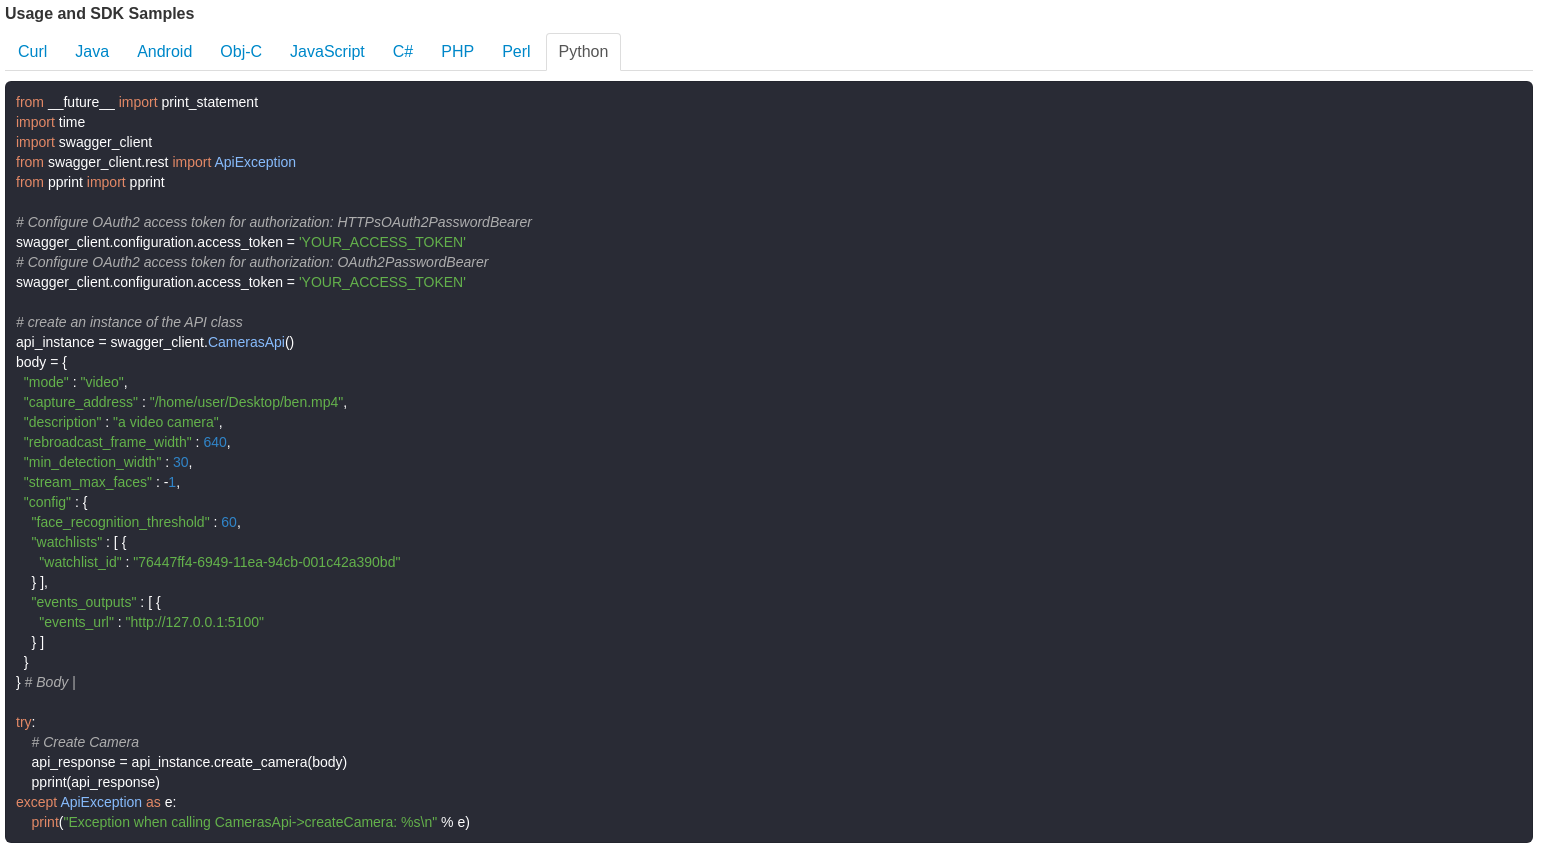 Usage and SDK Samples
Curl Java Android Obj-C JavaScript C# PHP Perl Python
from __future__ import print_statement
import time
import swagger_client
from swagger_client.rest import ApiException
from pprint import pprint
# Configure OAuth2 access token for authorization: HTTPsOAuth2PasswordBearer
swagger_client.configuration.access_token = 'YOUR_ACCESS_TOKEN'
# Configure OAuth2 access token for authorization: OAuth2PasswordBearer
swagger_client.configuration.access_token = 'YOUR_ACCESS_TOKEN'
# create an instance of the API class
api_instance = swagger_client.CamerasApi()
body = {
  "mode" : "video",
  "capture_address" : "/home/user/Desktop/ben.mp4",
  "description" : "a video camera",
  "rebroadcast_frame_width" : 640,
  "min_detection_width" : 30,
  "stream_max_faces" : -1,
  "config" : {
    "face_recognition_threshold" : 60,
    "watchlists" : [ {
      "watchlist_id" : "76447ff4-6949-11ea-94cb-001c42a390bd"
    } ],
    "events_outputs" : [ {
      "events_url" : "http://127.0.0.1:5100"
    } ]
  }
} # Body |
try:
    # Create Camera
    api_response = api_instance.create_camera(body)
    pprint(api_response)
except ApiException as e:
    print("Exception when calling CamerasApi->createCamera: %s\n" % e)